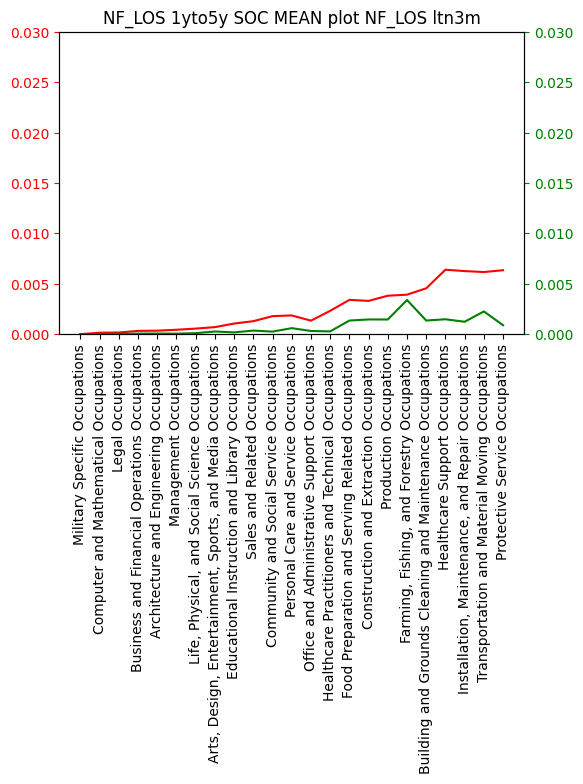 NF_LOS 1yto5y SOC MEAN plot NF_LOS ltn3m
0.030
0.025
0.020
0.015
0.010
0.005
0.000
0.030
0.025
0.020
0.015
0.010
0.005
0.000
Military Specific Occupations
Computer and Mathematical Occupations
Legal Occupations
Business and Financial Operations Occupations
Architecture and Engineering Occupations
Management Occupations
Life, Physical, and Social Science Occupations
Arts, Design, Entertainment, Sports, and Media Occupations
Educational Instruction and Library Occupations
Sales and Related Occupations
Community and Social Service Occupations
Personal Care and Service Occupations
Office and Administrative Support Occupations
Healthcare Practitioners and Technical Occupations
Food Preparation and Serving Related Occupations
Construction and Extraction Occupations
Production Occupations
Farming, Fishing, and Forestry Occupations
Building and Grounds Cleaning and Maintenance Occupations
Healthcare Support Occupations
Installation, Maintenance, and Repair Occupations
Transportation and Material Moving Occupations
Protective Service Occupations